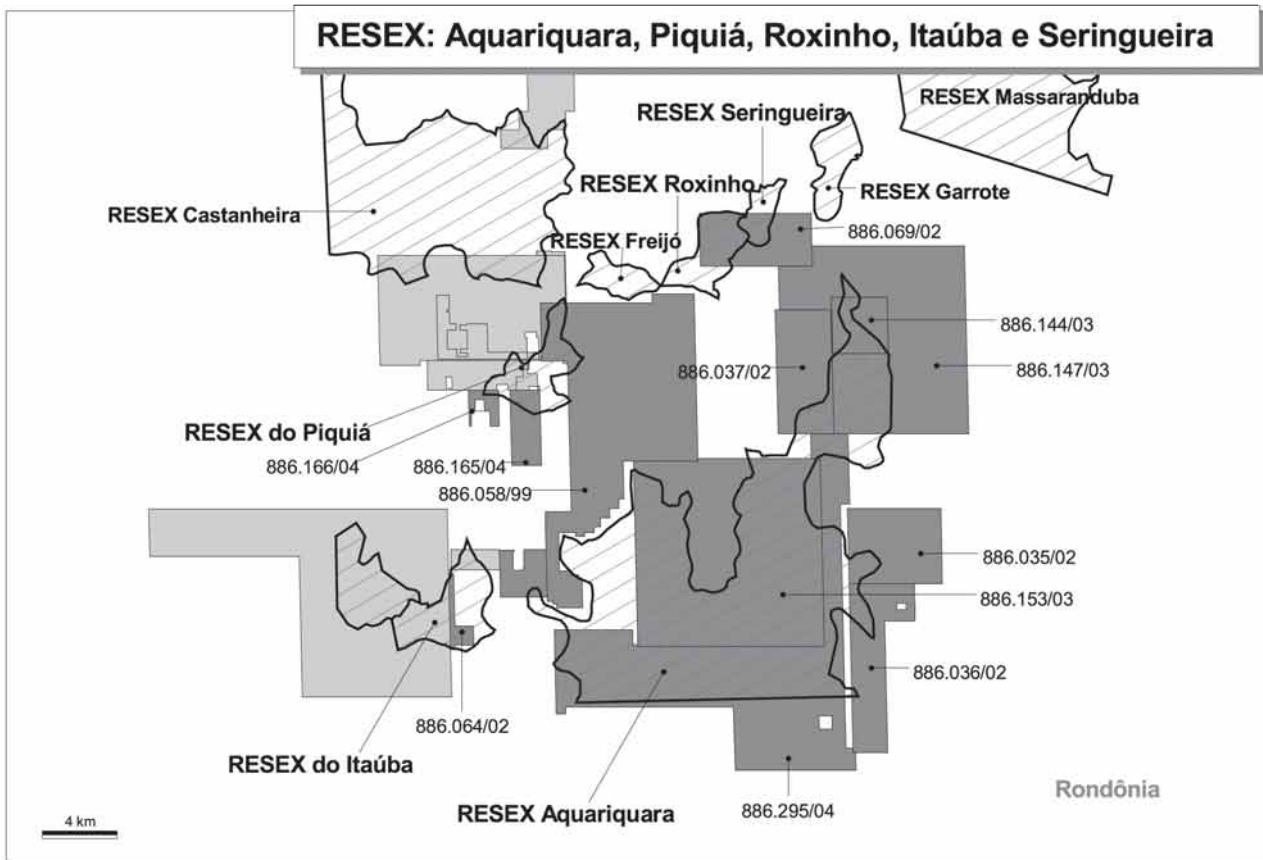 RESEX: Aquariquara, Piquiá, Roxinho, Itaúba e Seringueira
RESEX Massaranduba
RESEX Seringueira
RESEX Roxinho
RESEX Garrote
RESEX Castanheira
886.069/02
RESEX Freijó
886.144/03
886.037/02
886.147/03
RESEX do Piquiá
886.166/04
886.165/04
886.058/99
886.035/02
886.153/03
886.036/02
886.064/02
RESEX do Itaúba
Rondônia
RESEX Aquariquara
886.295/04
4 km